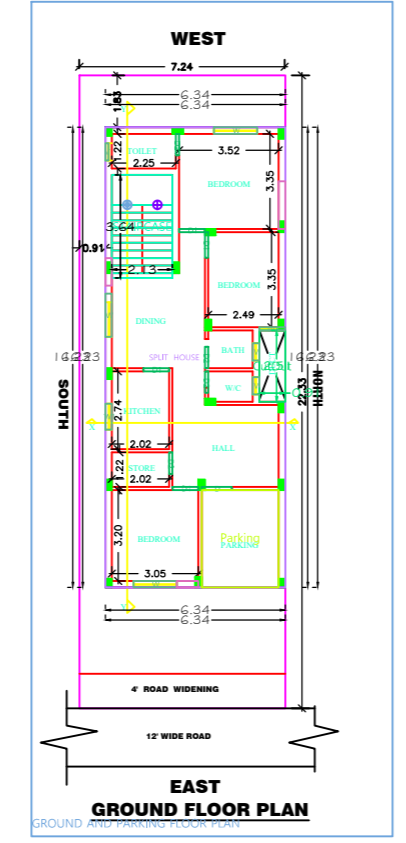 WEST
7.24
6.34
6.34
1.83
1.22
TOILET
2.25
3.52
BEDROOM
3.35
3.64
2.13
0.91
BEDROOM
3.35
2.49
DINING
SPLIT HOUSE
BATH
W/C
22.33
SOUTH
NORTH
2.74
KITCHEN
2.02
X
X
HALL
1.22
STORE
2.02
3.20
BEDROOM
Parking
PARKING
3.05
6.34
6.34
4' ROAD WIDENING
12' WIDE ROAD
EAST
GROUND FLOOR PLAN
GROUND AND PARKING FLOOR PLAN